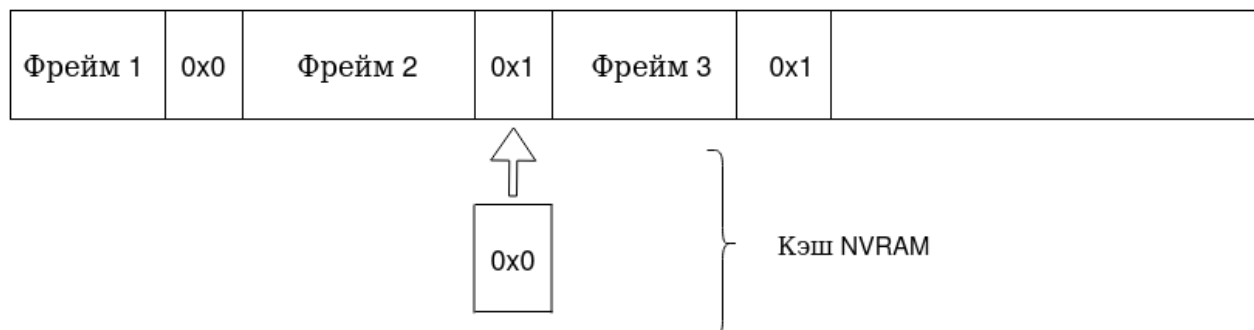 Фрейм 1 0x0 Фрейм 2 0x1 Фрейм 3 0x1
0x0
Кэш NVRAM